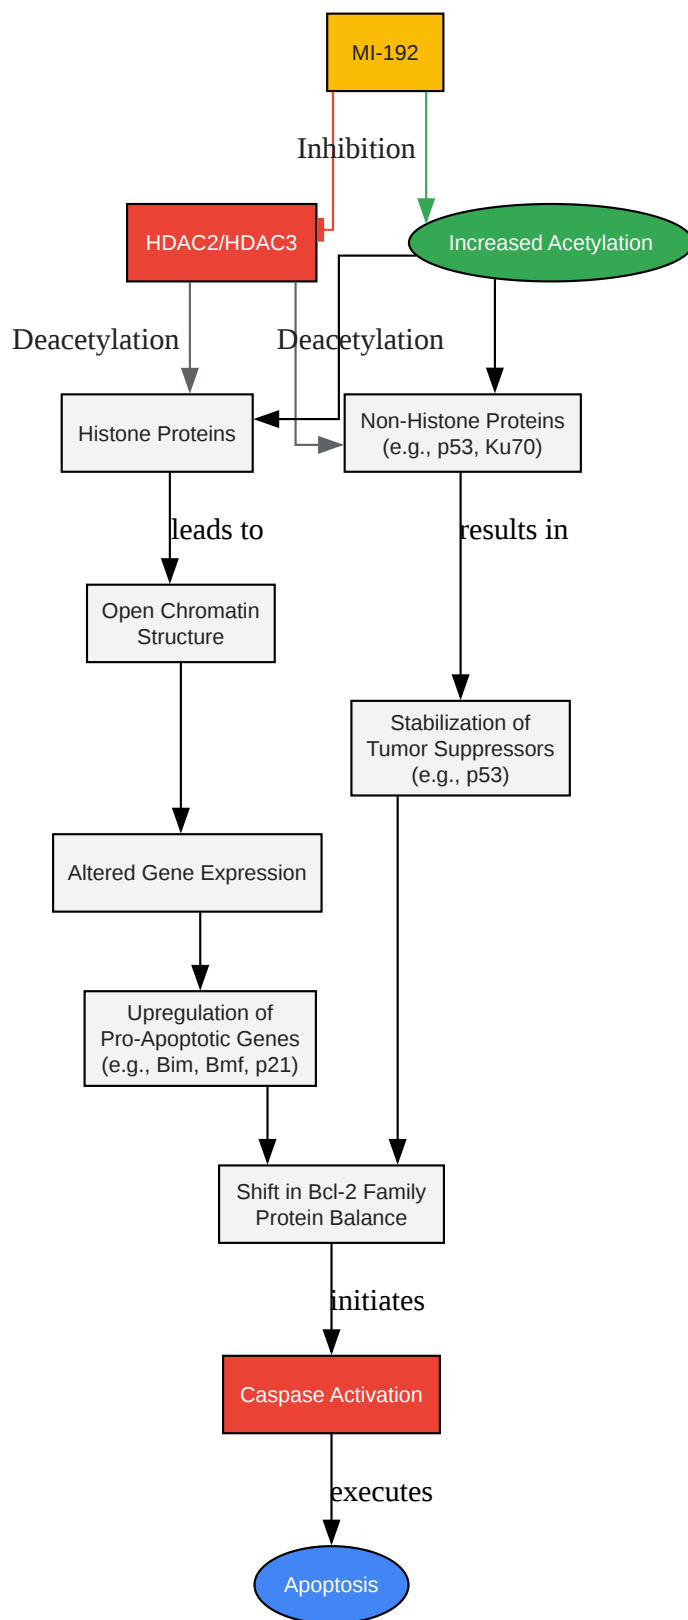 MI-192
Inhibition
HDAC2/HDAC3
Increased Acetylation
Deacetylation
Deacetylation
Histone Proteins
Non-Histone Proteins
(e.g., p53, Ku70)
leads to
results in
Open Chromatin
Structure
Stabilization of
Tumor Suppressors
(e.g., p53)
Altered Gene Expression
Upregulation of
Pro-Apoptotic Genes
(e.g., Bim, Bmf, p21)
Shift in Bcl-2 Family
Protein Balance
initiates
Caspase Activation
executes
Apoptosis